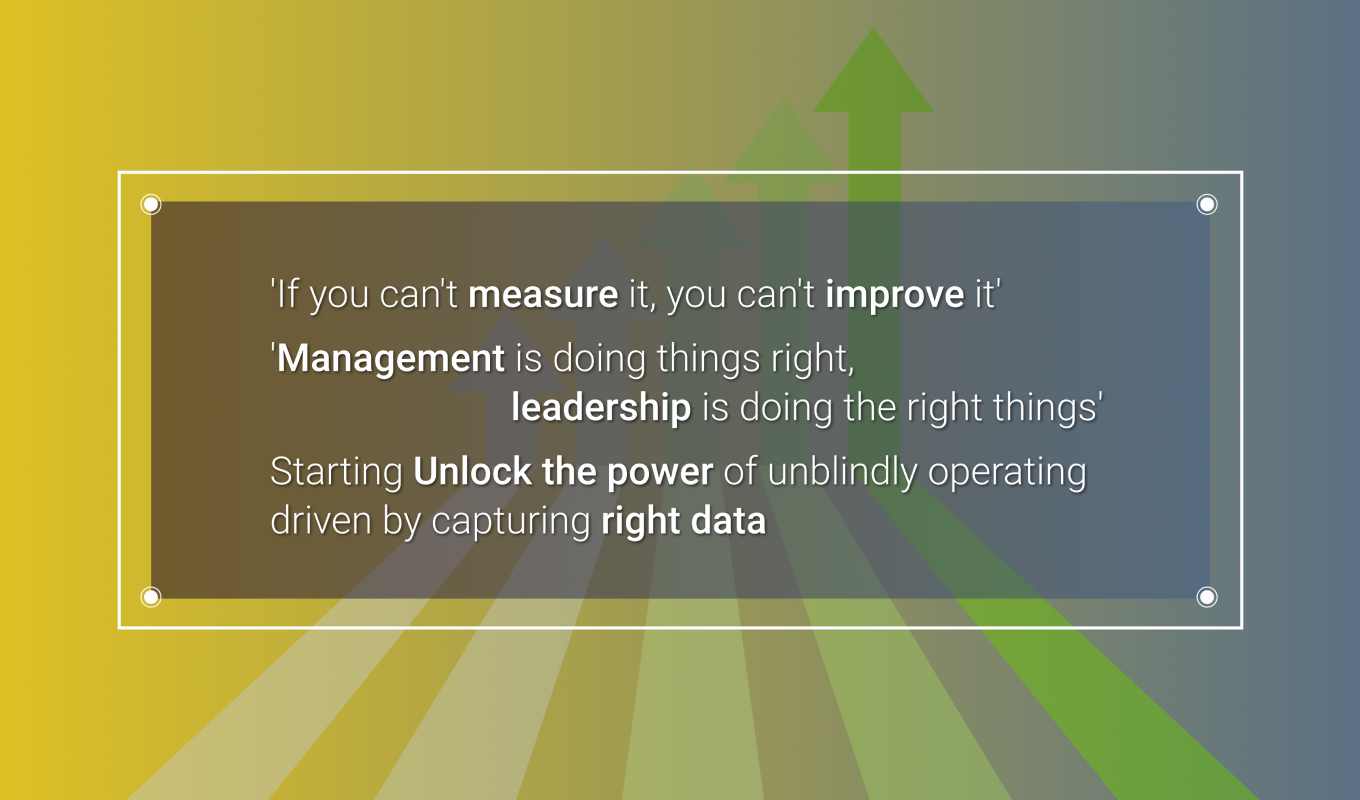 'If you can't measure it, you can't improve it'
'Management is doing things right,
leadership is doing the right things'
Starting Unlock the power of unblindly operating
driven by capturing right data